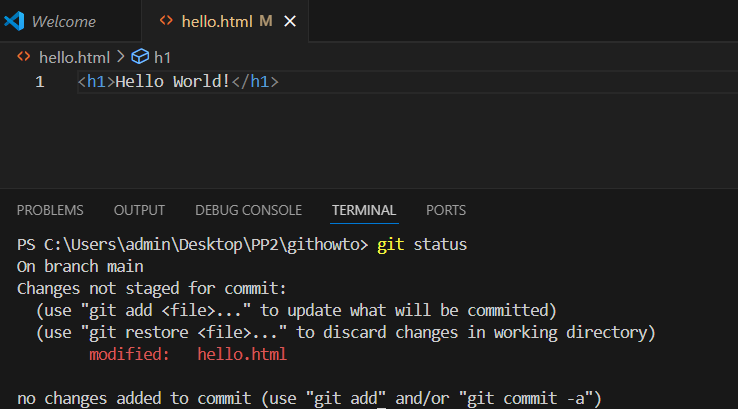 Welcome hello.html M
hello.html > h1
1 <h1>Hello World!</h1>
PROBLEMS OUTPUT DEBUG CONSOLE TERMINAL PORTS
PS C:\Users\admin\Desktop\PP2\githowto> git status
On branch main
Changes not staged for commit:
  (use "git add <file>..." to update what will be committed)
  (use "git restore <file>..." to discard changes in working directory)
        modified:   hello.html

no changes added to commit (use "git add" and/or "git commit -a")